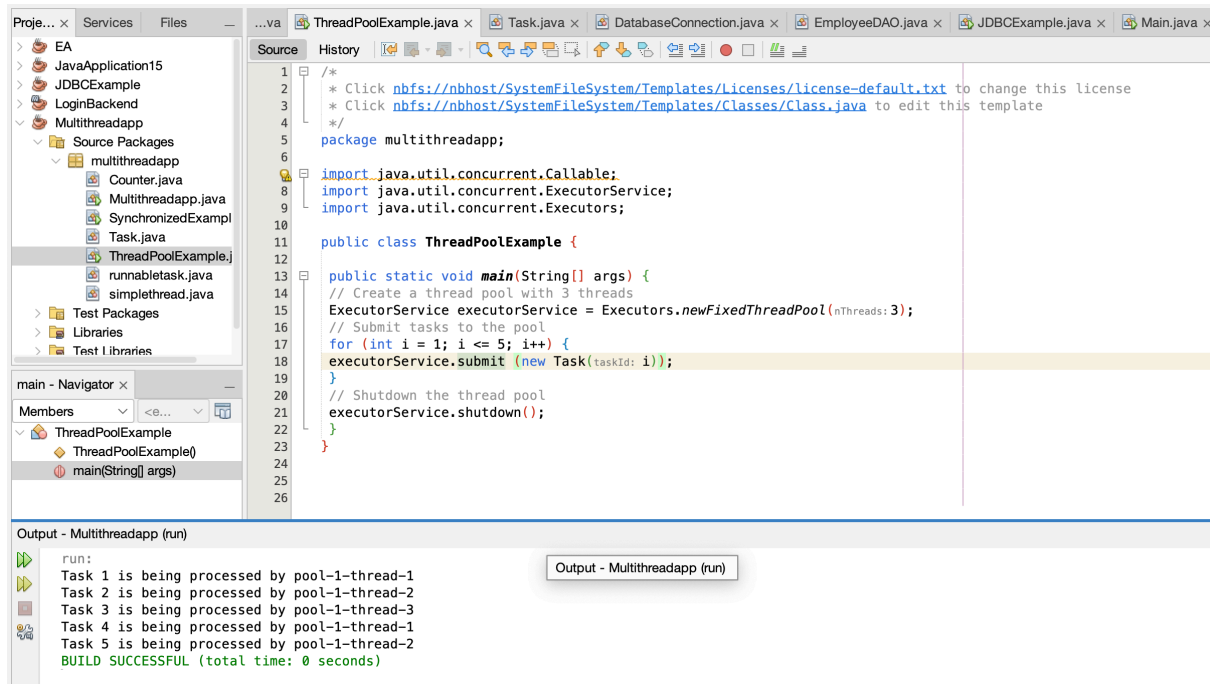 Proje... × Services Files
EA
JavaApplication15
JDBCExample
LoginBackend
Multithreadapp
Source Packages
multithreadapp
Counter.java
Multithreadapp.java
SynchronizedExampl
Task.java
ThreadPoolExample.j
runnabletask.java
simplethread.java
Test Packages
Libraries
Test Libraries
main - Navigator ×
Members <e...
ThreadPoolExample
ThreadPoolExample()
main(String[] args)
...va ThreadPoolExample.java × Task.java × DatabaseConnection.java × EmployeeDAO.java × JDBCExample.java × Main.java ×
Source History
1 /*
2 * Click nbfs://nbhost/SystemFileSystem/Templates/Licenses/license-default.txt to change this license
3 * Click nbfs://nbhost/SystemFileSystem/Templates/Classes/Class.java to edit this template
4 */
5 package multithreadapp;
6
import java.util.concurrent.Callable;
8 import java.util.concurrent.ExecutorService;
9 import java.util.concurrent.Executors;
10
11 public class ThreadPoolExample {
12
13 public static void main(String[] args) {
14 // Create a thread pool with 3 threads
15 ExecutorService executorService = Executors.newFixedThreadPool(nThreads: 3);
16 // Submit tasks to the pool
17 for (int i = 1; i <= 5; i++) {
18 executorService.submit (new Task(taskId: i));
19 }
20 // Shutdown the thread pool
21 executorService.shutdown();
22 }
23 }
24
25
26
Output - Multithreadapp (run)
run:
Output - Multithreadapp (run)
Task 1 is being processed by pool-1-thread-1
Task 2 is being processed by pool-1-thread-2
Task 3 is being processed by pool-1-thread-3
Task 4 is being processed by pool-1-thread-1
Task 5 is being processed by pool-1-thread-2
BUILD SUCCESSFUL (total time: 0 seconds)